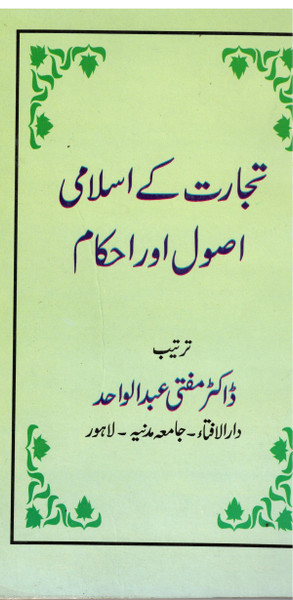 تجارت کے اسلامی
اصول اور احکام
ترتیب
ڈاکٹر مفتی عبدالواحد
دارالافتاء - جامعہ مدنیہ - لاہور